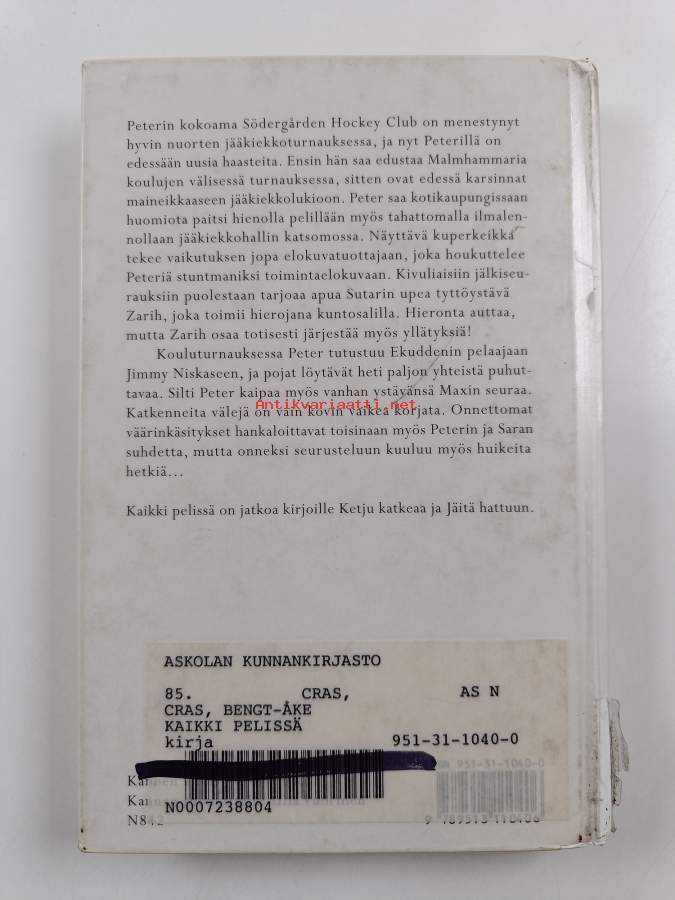 Peterin kokoama Södergården Hockey Club on menestynyt
hyvin nuorten jääkiekkoturnauksessa, ja nyt Peterillä on
edessään uusia haasteita. Ensin hän saa edustaa Malmhammaria
koulujen välisessä turnauksessa, sitten ovat edessä karsinnat
maineikkaaseen jääkiekkolukioon. Peter saa kotikaupungissaan
huomiota paitsi hienolla pelillään myös tahattomalla ilmalen-
nollaan jääkiekkohallin katsomossa. Näyttävä kuperkeikka
tekee vaikutuksen jopa elokuvatuottajaan, joka houkuttelee
Peteriä stuntmaniksi toimintaelokuvaan. Kivuliaisiin jälkiseu-
rauksiin puolestaan tarjoaa apua Sutarin upea tyttöystävä
Zarih, joka toimii hierojana kuntosalilla. Hieronta auttaa,
mutta Zarih osaa totisesti järjestää myös yllätyksiä!
Kouluturnauksessa Peter tutustuu Ekuddenin pelaajaan
Jimmy Niskaseen, ja pojat löytävät heti paljon yhteistä puhut-
tavaa. Silti Peter kaipaa myös vanhan ystävänsä Maxin seuraa.
Antikvariaatti.net
Katkenneita välejä on vain kovin vaikea korjata. Onnettomat
väärinkäsitykset hankaloittavat toisinaan myös Peterin ja Saran
suhdetta, mutta onneksi seurusteluun kuuluu myös huikeita
hetkiä…
Kaikki pelissä on jatkoa kirjoille Ketju katkeaa ja Jäitä hattuun.
ASKOLAN KUNNANKIRJASTO
85. CRAS, AS N
CRAS, BENGT-ÅKE
KAIKKI PELISSÄ
kirja 951-31-1040-0
951-31-1040-0
N0007238804
N842
9 789513 110406